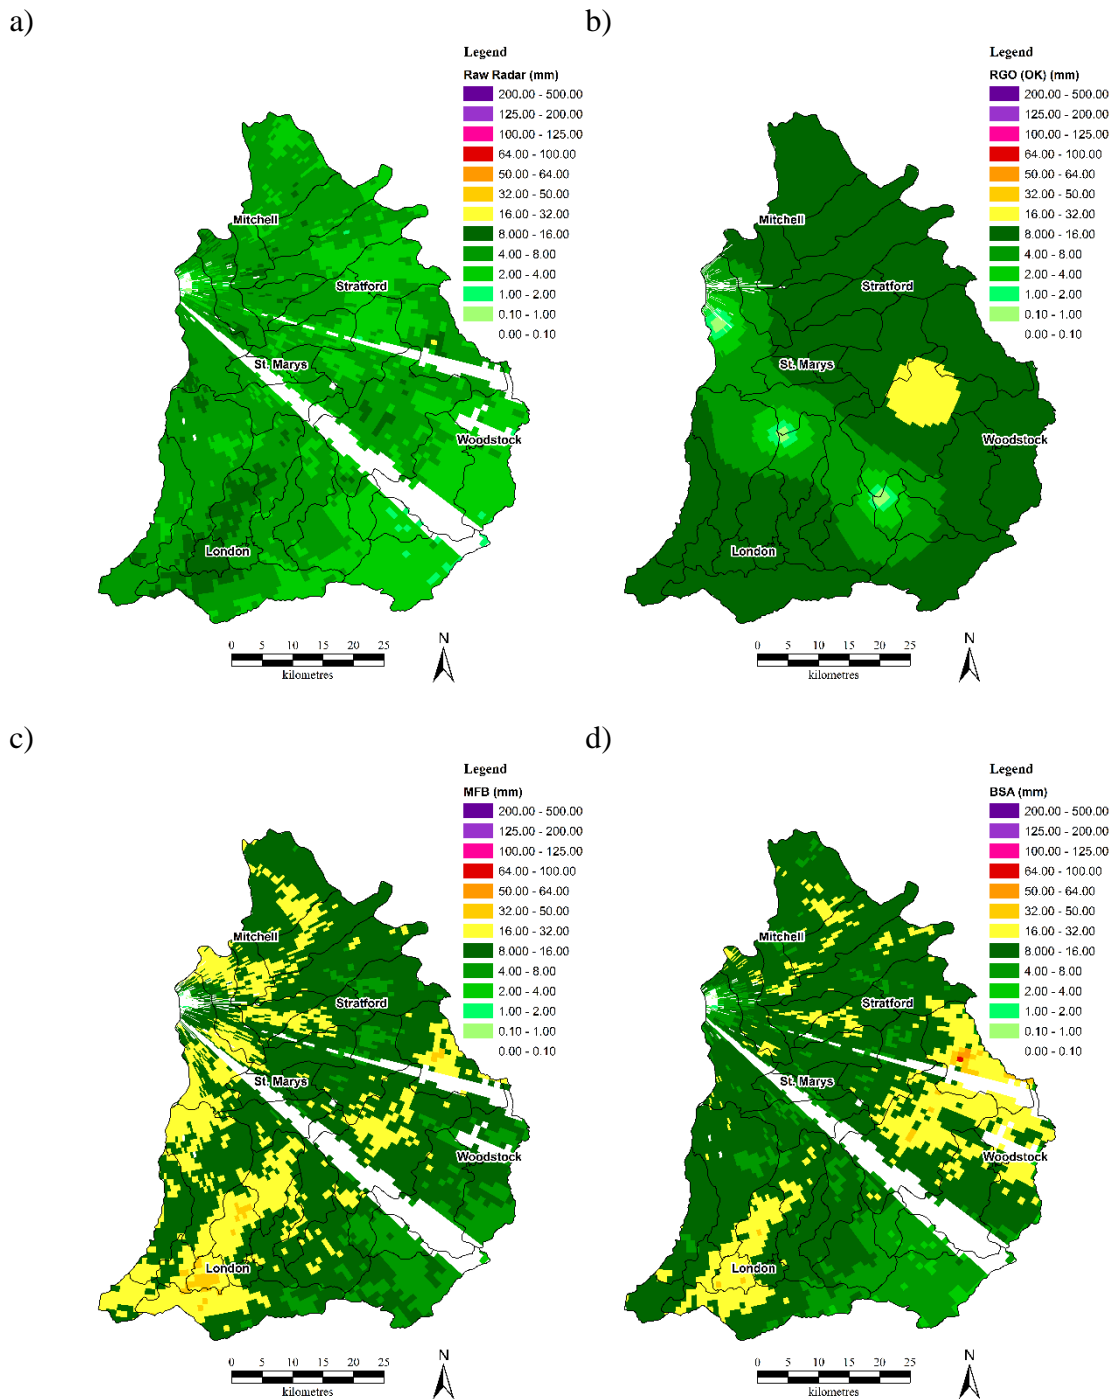 a)
Legend
Raw Radar (mm)
200.00 - 500.00
125.00 - 200.00
100.00 - 125.00
64.00 - 100.00
50.00 - 64.00
32.00 - 50.00
16.00 - 32.00
8.000 - 16.00
4.00 - 8.00
2.00 - 4.00
1.00 - 2.00
0.10 - 1.00
0.00 - 0.10
Mitchell
Stratford
St. Marys
Woodstock
London
0 5 10 15 20 25
kilometres
N
b)
Legend
RGO (OK) (mm)
200.00 - 500.00
125.00 - 200.00
100.00 - 125.00
64.00 - 100.00
50.00 - 64.00
32.00 - 50.00
16.00 - 32.00
8.000 - 16.00
4.00 - 8.00
2.00 - 4.00
1.00 - 2.00
0.10 - 1.00
0.00 - 0.10
Mitchell
Stratford
St. Marys
Woodstock
London
0 5 10 15 20 25
kilometres
N
c)
Legend
MFB (mm)
200.00 - 500.00
125.00 - 200.00
100.00 - 125.00
64.00 - 100.00
50.00 - 64.00
32.00 - 50.00
16.00 - 32.00
8.000 - 16.00
4.00 - 8.00
2.00 - 4.00
1.00 - 2.00
0.10 - 1.00
0.00 - 0.10
Mitchell
Stratford
St. Marys
Woodstock
London
0 5 10 15 20 25
kilometres
N
d)
Legend
BSA (mm)
200.00 - 500.00
125.00 - 200.00
100.00 - 125.00
64.00 - 100.00
50.00 - 64.00
32.00 - 50.00
16.00 - 32.00
8.000 - 16.00
4.00 - 8.00
2.00 - 4.00
1.00 - 2.00
0.10 - 1.00
0.00 - 0.10
Mitchell
Stratford
St. Marys
Woodstock
London
0 5 10 15 20 25
kilometres
N